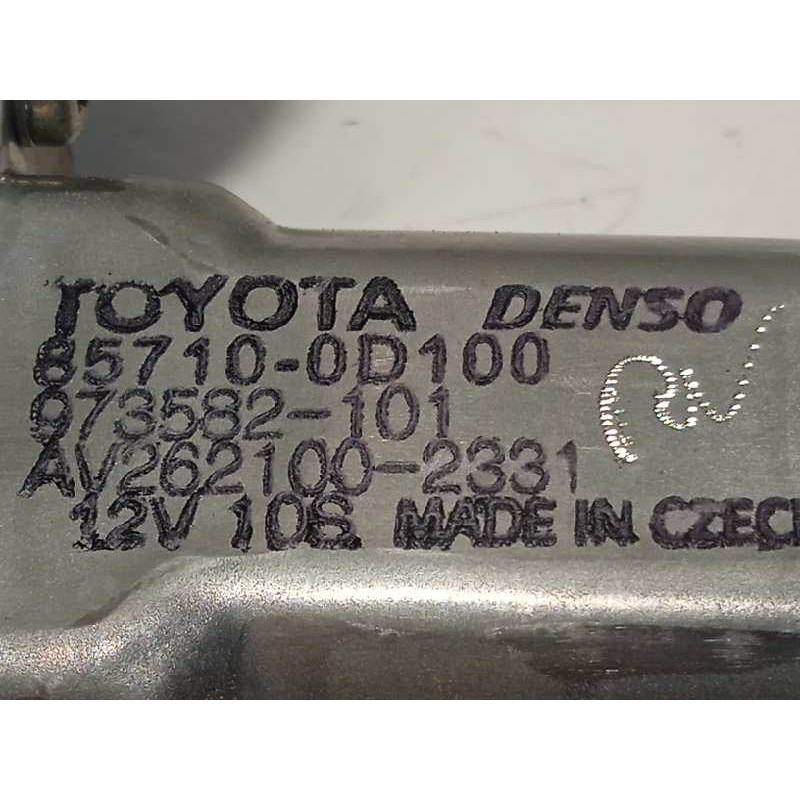 TOYOTA DENSO
85710-0D100
973582-101
AV262100-2331
12V 10S MADE IN CZECH